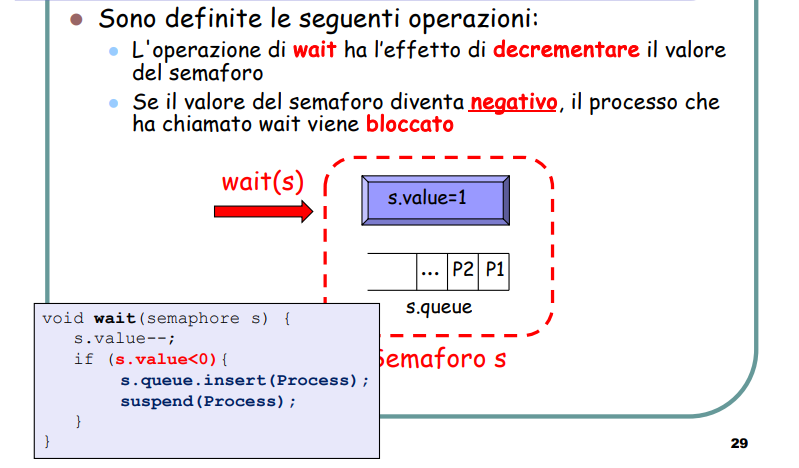 Sono definite le seguenti operazioni:
L'operazione di wait ha l’effetto di decrementare il valore
del semaforo
Se il valore del semaforo diventa negativo, il processo che
ha chiamato wait viene bloccato
wait(s)
s.value=1
... P2 P1
s.queue
Semaforo s
void wait(semaphore s) {
s.value--;
if (s.value<0){
s.queue.insert(Process);
suspend(Process);
}
}
29